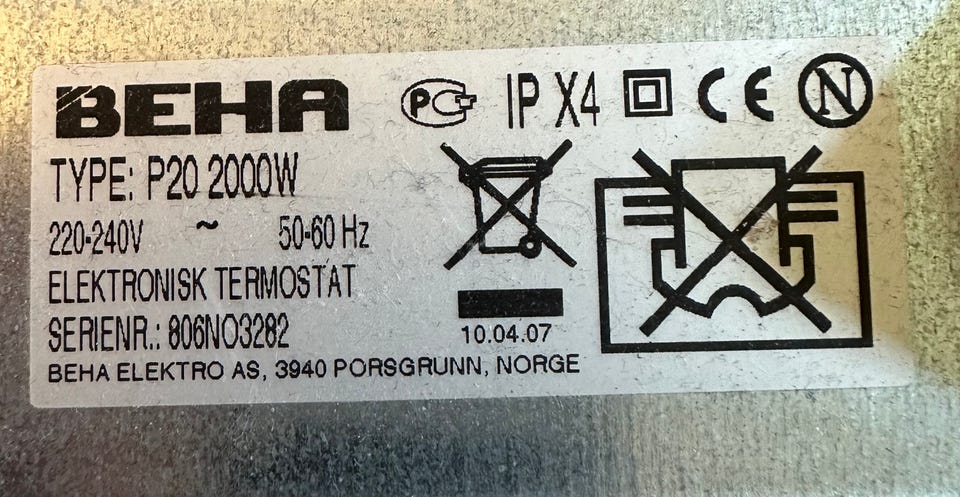 BEHA PG IP X4 CE N
TYPE: P20 2000W
220-240V ~ 50-60 Hz
ELEKTRONISK TERMOSTAT
SERIENR.: 806NO3282
10.04.07
BEHA ELEKTRO AS, 3940 PORSGRUNN, NORGE